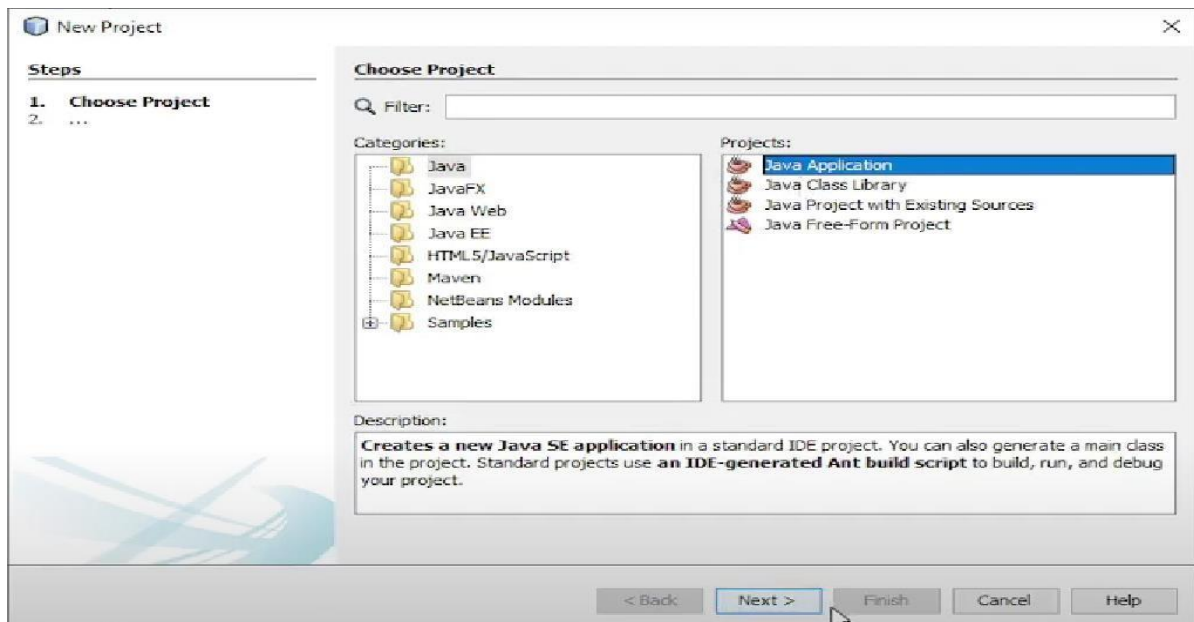 New Project
Steps
1. Choose Project
2. ...
Choose Project
Filter:
Categories:
Java
JavaFX
Java Web
Java EE
HTML5/JavaScript
Maven
NetBeans Modules
Samples
Projects:
Java Application
Java Class Library
Java Project with Existing Sources
Java Free-Form Project
Description:
Creates a new Java SE application in a standard IDE project. You can also generate a main class
in the project. Standard projects use an IDE-generated Ant build script to build, run, and debug
your project.
< Back Next > Finish Cancel Help